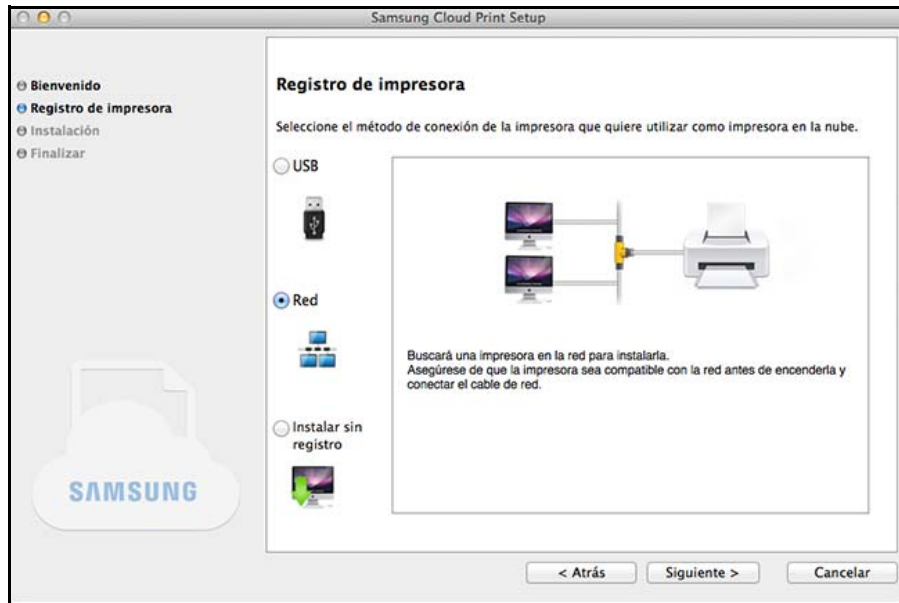 Samsung Cloud Print Setup
Bienvenido
Registro de impresora
Instalación
Finalizar
SAMSUNG
Registro de impresora
Seleccione el método de conexión de la impresora que quiere utilizar como impresora en la nube.
USB
Red
Instalar sin
registro
Buscará una impresora en la red para instalarla.
Asegúrese de que la impresora sea compatible con la red antes de encenderla y
conectar el cable de red.
< Atrás
Siguiente >
Cancelar